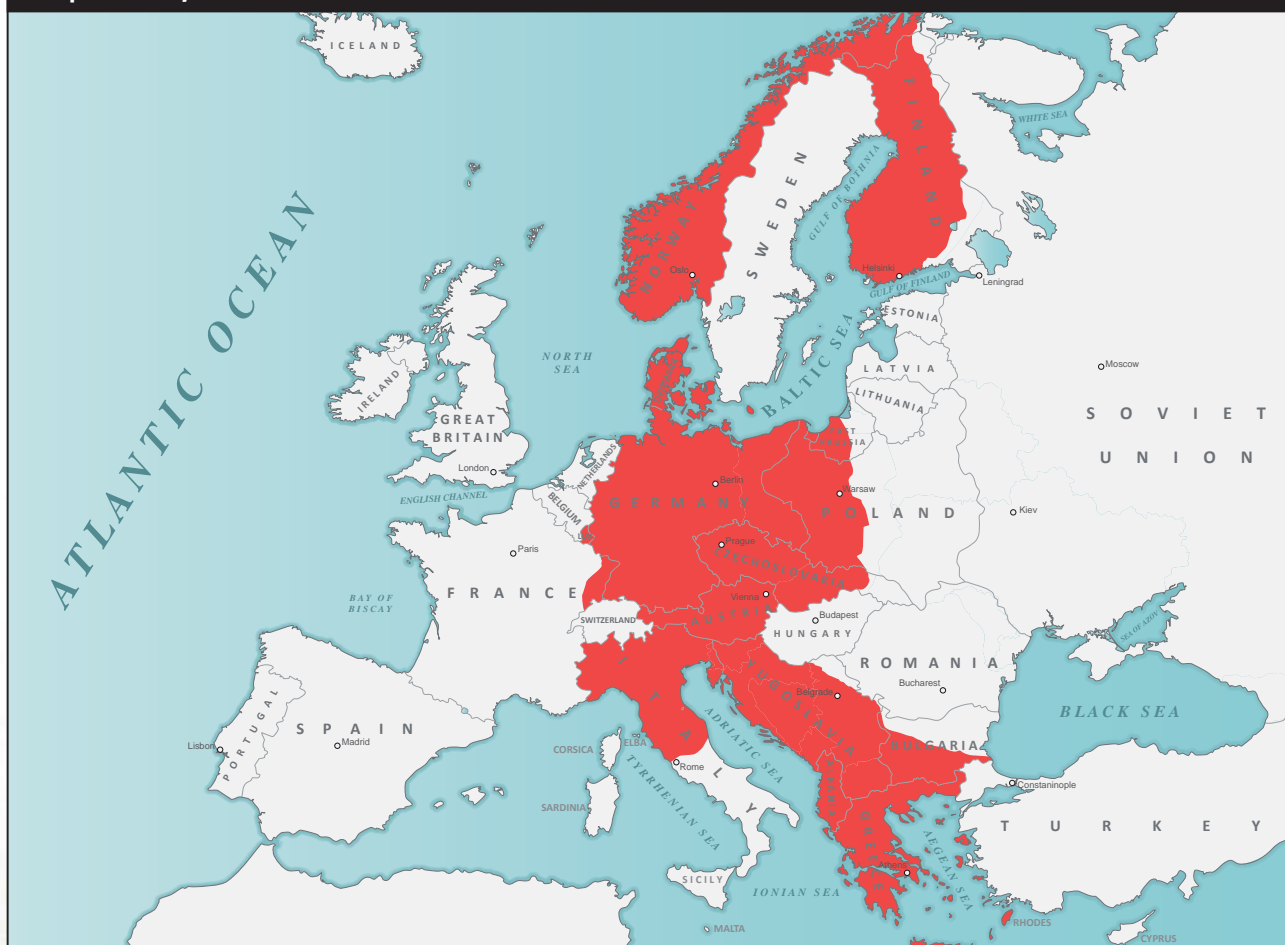 ICELAND
WHITE SEA
FINLAND
GULF OF BOTHNIA
SWEDEN
NORWAY
Oslo
Helsinki
GULF OF FINLAND
Leningrad
ATLANTIC OCEAN
ESTONIA
NORTH
SEA
BALTIC SEA
LATVIA
Moscow
IRELAND
LITHUANIA
GREAT
BRITAIN
SOVIET
UNION
London
NETHERLANDS
Berlin
ENGLISH CHANNEL
BELGIUM
GERMANY
Warsaw
POLAND
Kiev
Paris
Prague
CZECHOSLOVAKIA
FRANCE
BAY OF
BISCAY
Vienna
AUSTRIA
SWITZERLAND
Budapest
HUNGARY
SEA OF AZOV
ROMANIA
Bucharest
ITALY
YUGOSLAVIA
Belgrade
BLACK SEA
PORTUGAL
SPAIN
Lisbon
Madrid
CORSICA
ELBA
ADRIATIC SEA
BULGARIA
Rome
TYRRHENIAN SEA
ALBANIA
Constaninople
SARDINIA
GREECE
TURKEY
AEGEAN SEA
Athens
SICILY
IONIAN SEA
MALTA
RHODES
CYPRUS